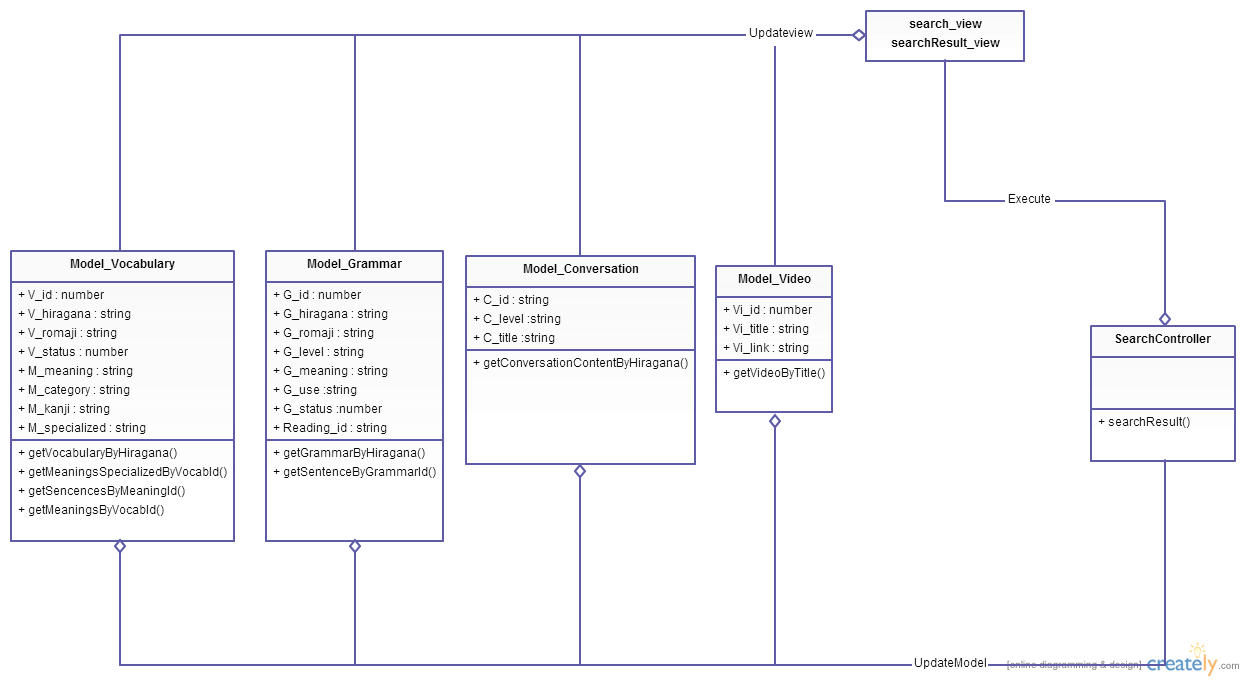 search_view
searchResult_view
Updateview
Execute
Model_Vocabulary
+ V_id : number
+ V_hiragana : string
+ V_romaji : string
+ V_status : number
+ M_meaning : string
+ M_category : string
+ M_kanji : string
+ M_specialized : string
+ getVocabularyByHiragana()
+ getMeaningsSpecializedByVocabId()
+ getSencencesByMeaningId()
+ getMeaningsByVocabId()
Model_Grammar
+ G_id : number
+ G_hiragana : string
+ G_romaji : string
+ G_level : string
+ G_meaning : string
+ G_use :string
+ G_status :number
+ Reading_id : string
+ getGrammarByHiragana()
+ getSentenceByGrammarId()
Model_Conversation
+ C_id : string
+ C_level :string
+ C_title :string
+ getConversationContentByHiragana()
Model_Video
+ Vi_id : number
+ Vi_title : string
+ Vi_link : string
+ getVideoByTitle()
SearchController
+ searchResult()
UpdateModel
[online diagramming & design] creately.com